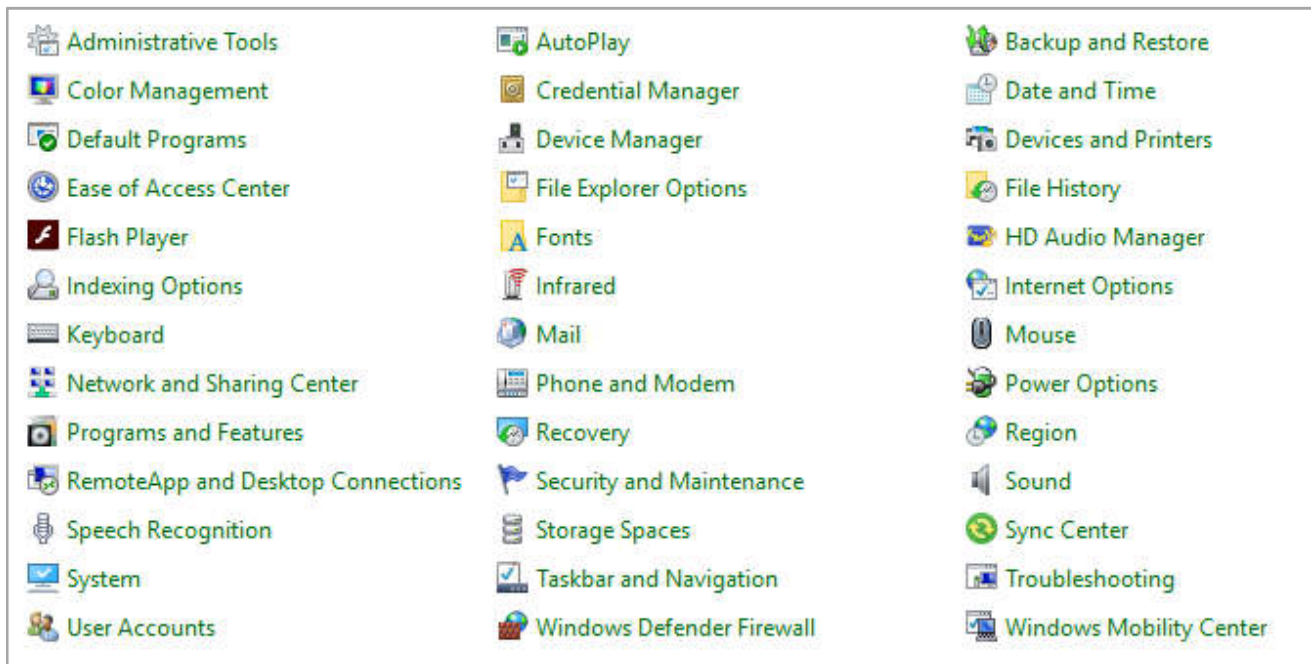 Administrative Tools AutoPlay Backup and Restore
Color Management Credential Manager Date and Time
Default Programs Device Manager Devices and Printers
Ease of Access Center File Explorer Options File History
Flash Player Fonts HD Audio Manager
Indexing Options Infrared Internet Options
Keyboard Mail Mouse
Network and Sharing Center Phone and Modem Power Options
Programs and Features Recovery Region
RemoteApp and Desktop Connections Security and Maintenance Sound
Speech Recognition Storage Spaces Sync Center
System Taskbar and Navigation Troubleshooting
User Accounts Windows Defender Firewall Windows Mobility Center